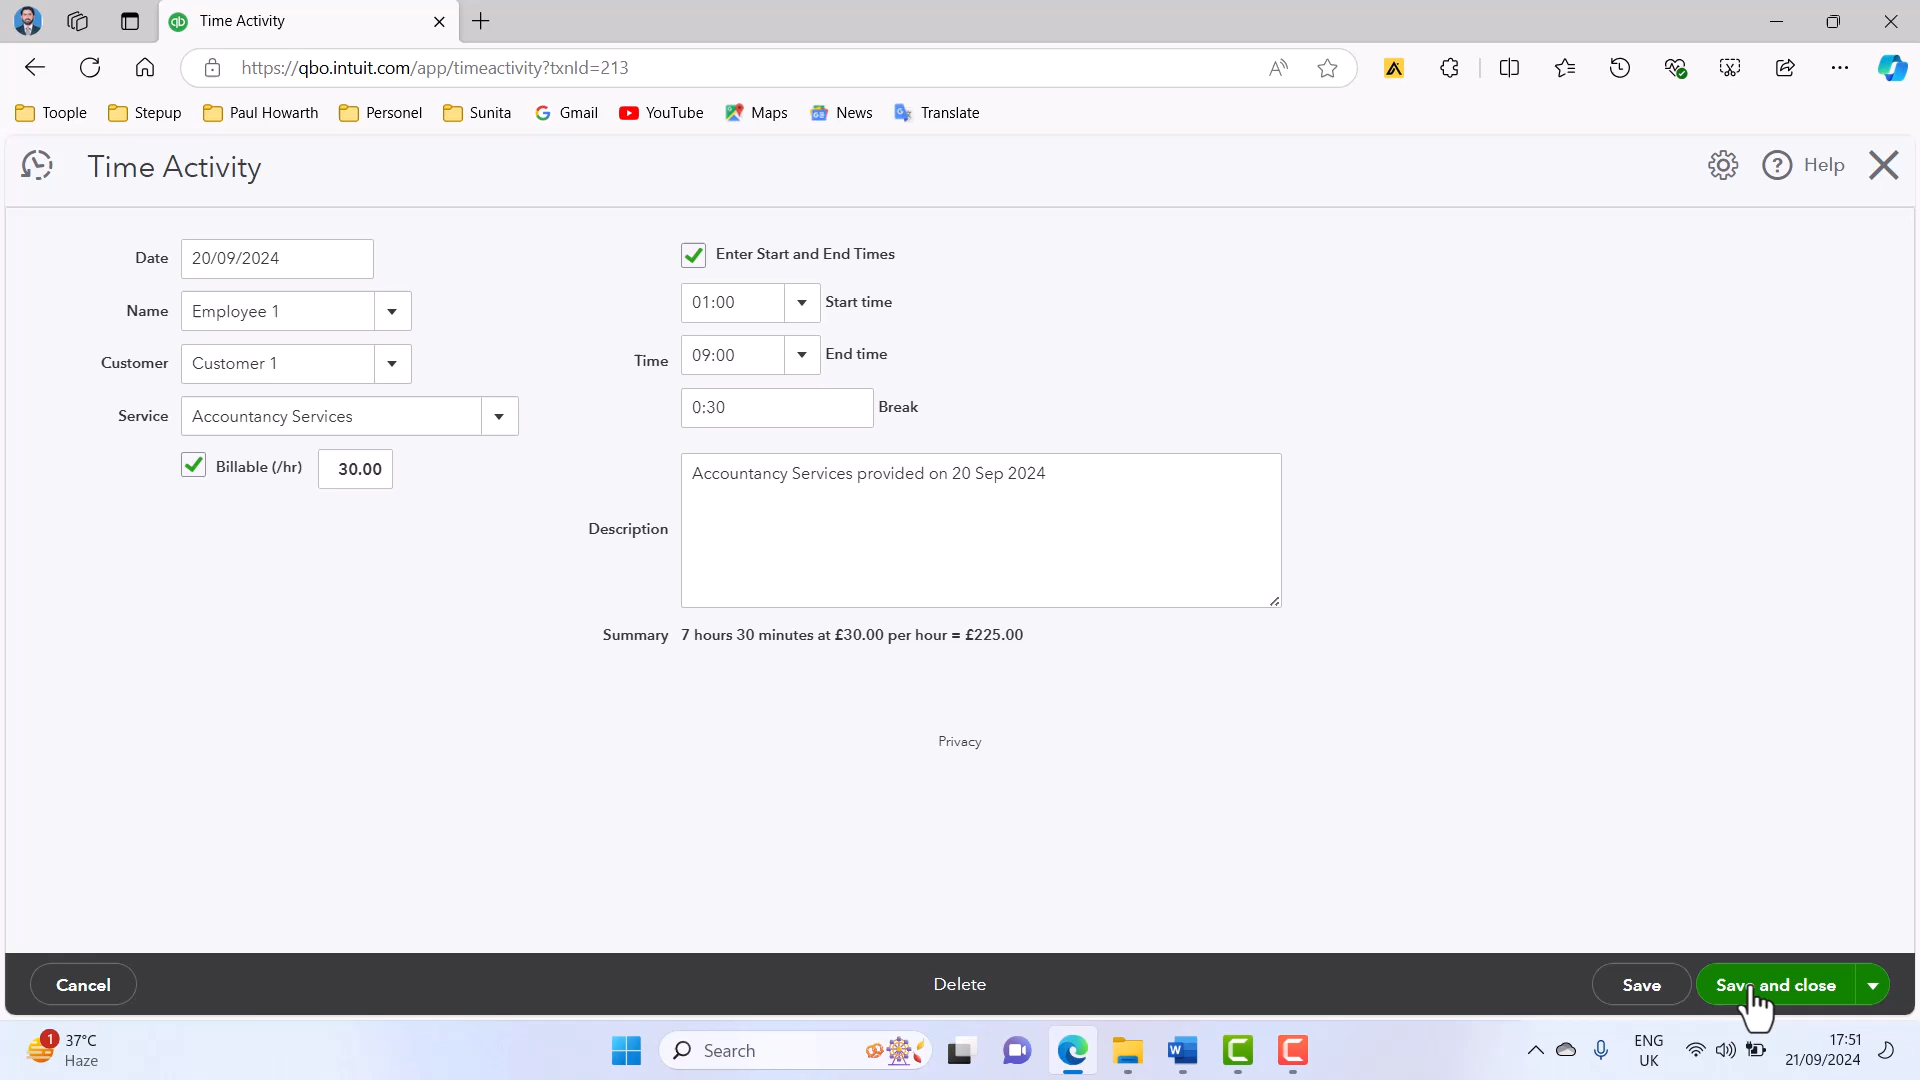 Time Activity
https://qbo.intuit.com/app/timeactivity?txnId=213
Toople Stepup Paul Howarth Personel Sunita Gmail YouTube Maps News Translate
Time Activity
Help
Date 20/09/2024
Enter Start and End Times
Name Employee 1
01:00 Start time
Customer Customer 1
Time 09:00 End time
Service Accountancy Services
0:30 Break
Billable (/hr) 30.00
Description Accountancy Services provided on 20 Sep 2024
Summary 7 hours 30 minutes at £30.00 per hour = £225.00
Privacy
Cancel Delete Save Save and close
1 37°C
Haze
Search
ENG
UK
17:51
21/09/2024